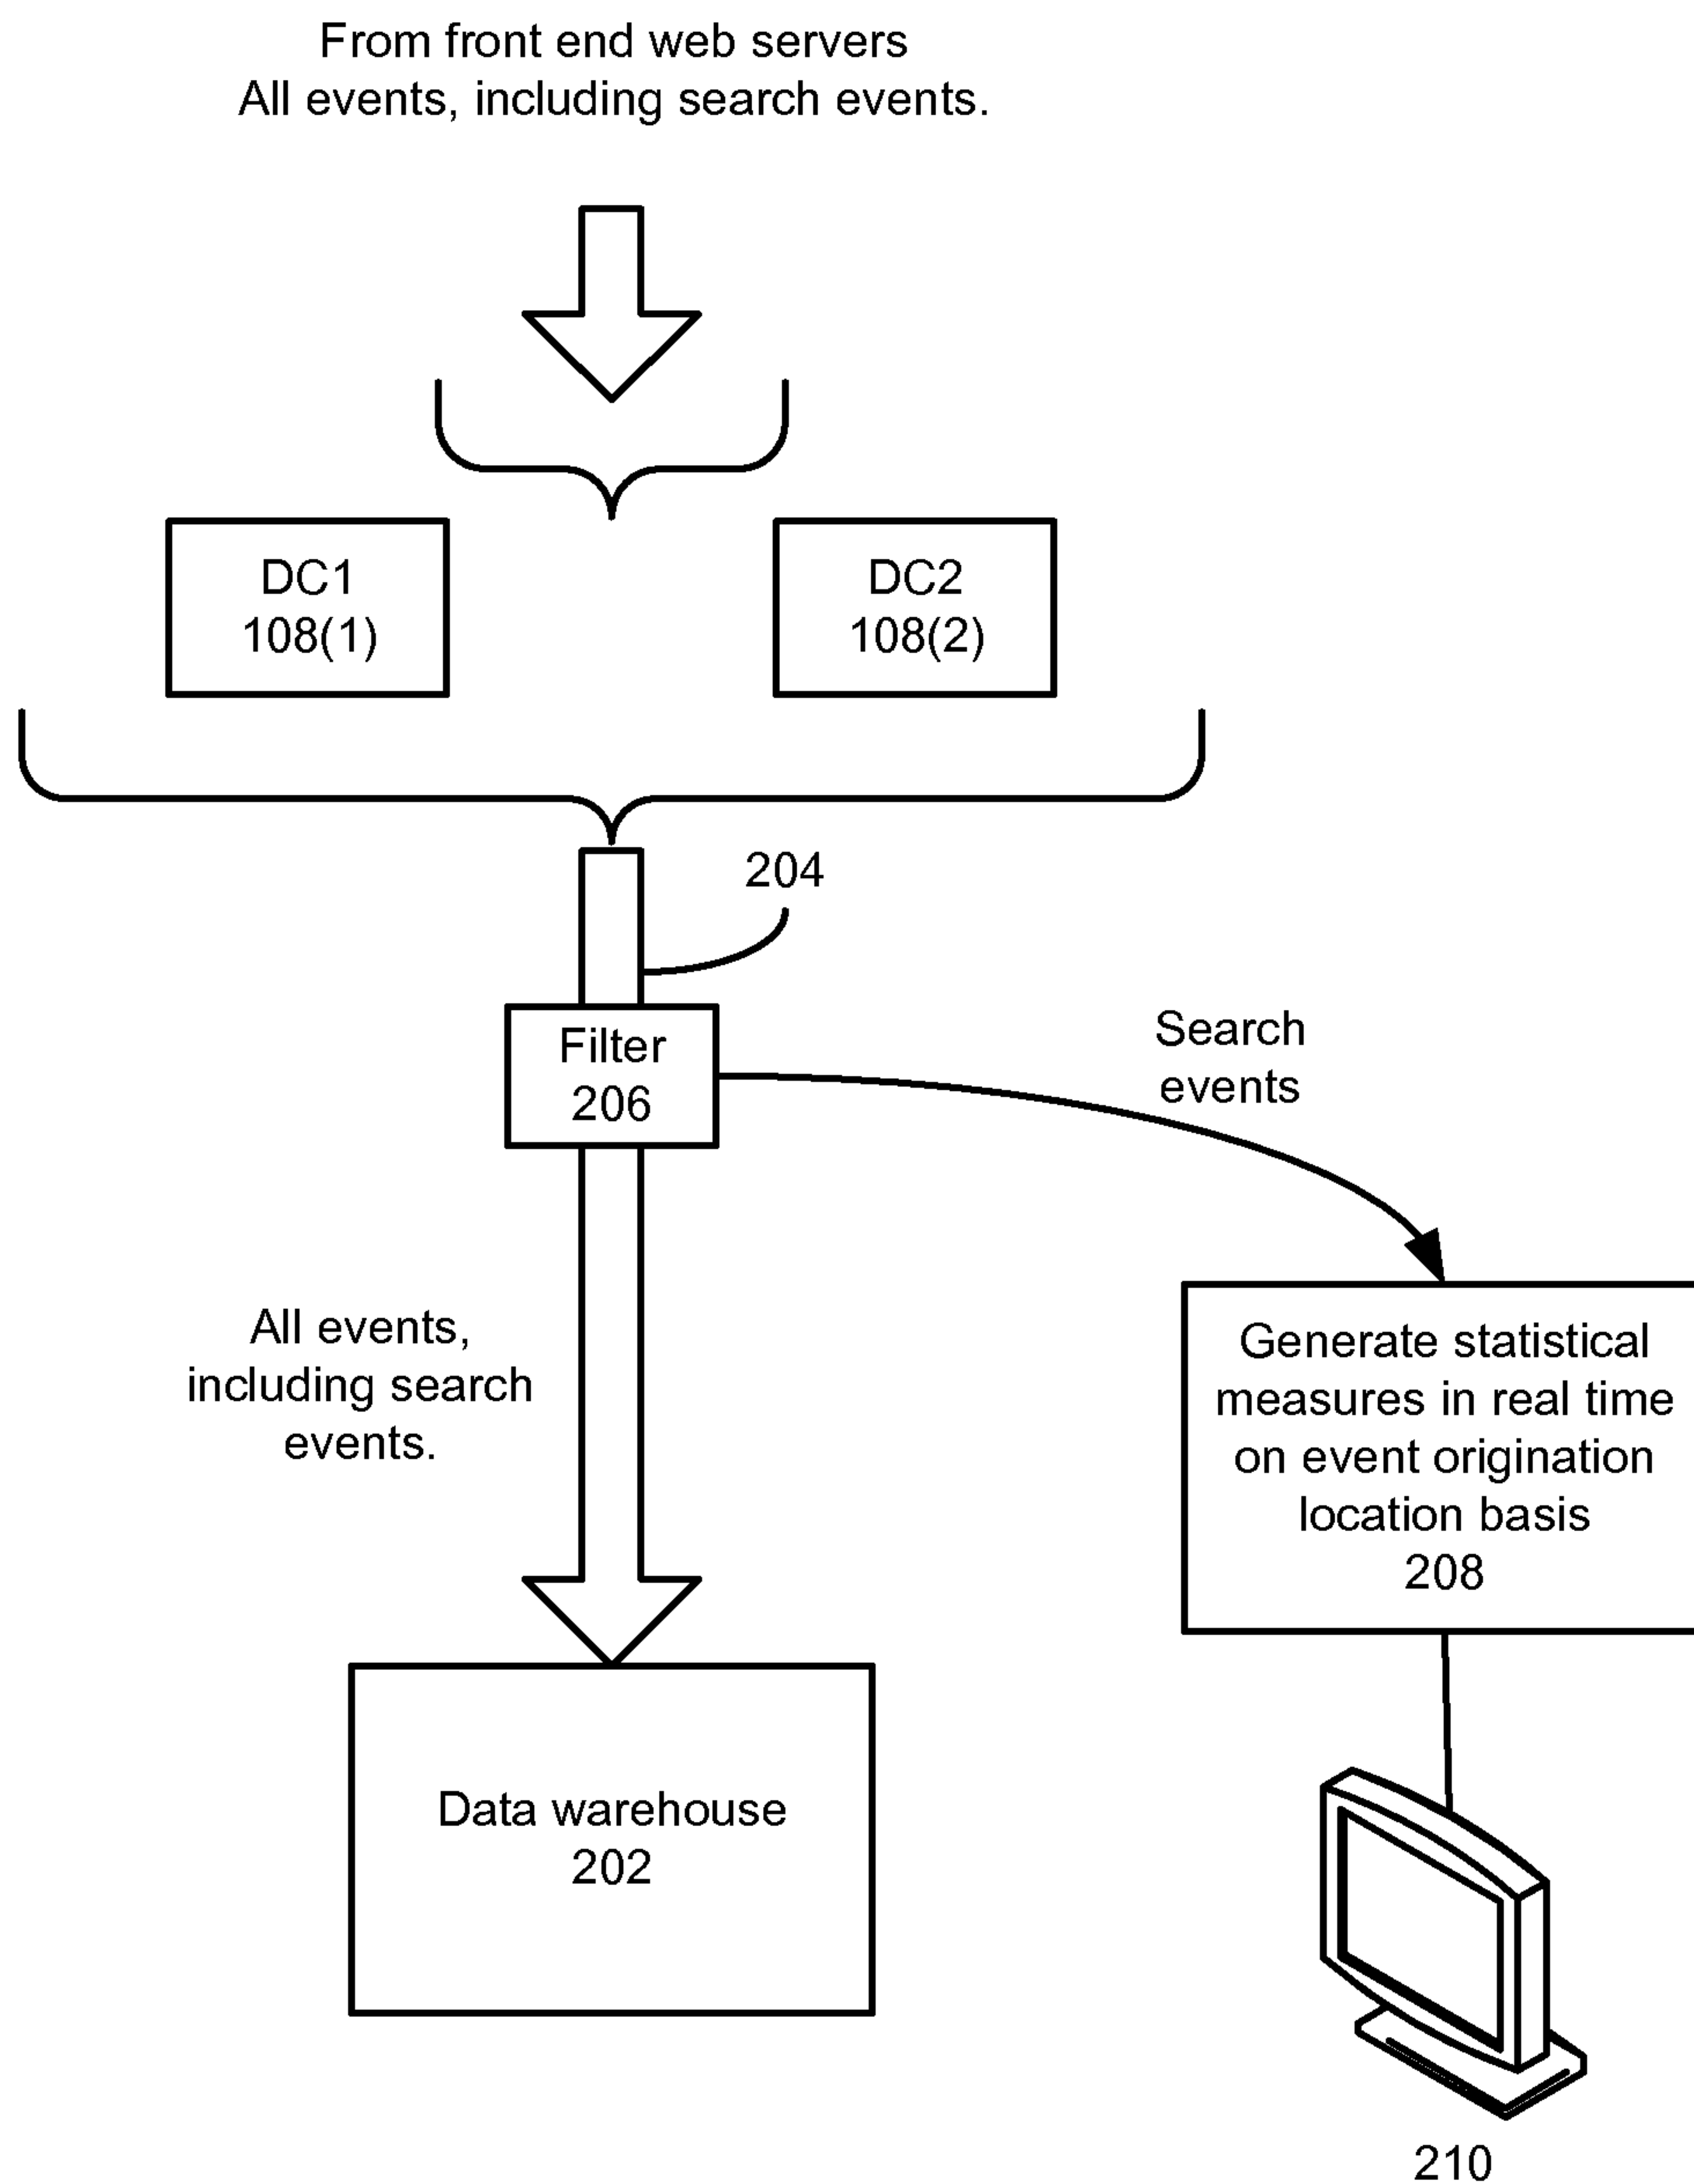 From front end web servers
All events, including search events.
DC1
108(1)
DC2
108(2)
204
Filter
206
Search
events
All events,
including search
events.
Generate statistical
measures in real time
on event origination
location basis
208
Data warehouse
202
210